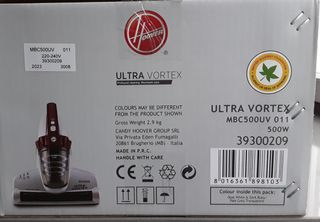 MBC500UV 011
220-240V
39300209
2023 3008
HOOVER
ULTRA VORTEX
COLOURS MAY BE DIFFERENT
FROM THE PRODUCT SHOWN
Gross Weight 2.9 kg
CANDY HOOVER GROUP SRL
Via Privata Eden Fumagalli
20861 Brugherio (MB) - Italia
MADE IN P.R.C.
HANDLE WITH CARE
ULTRA VORTEX
MBC500UV 011
500W
39300209
8 016361 898103
Colour inside this pack: